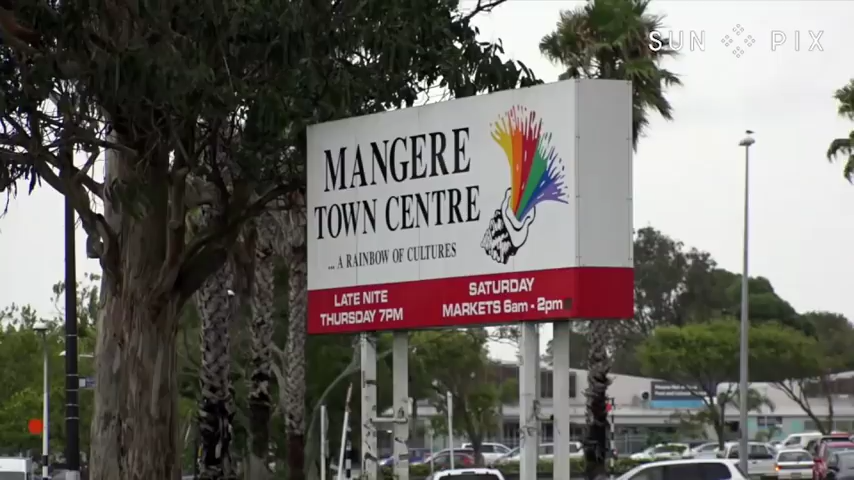 SUN PIX
MANGERE
TOWN CENTRE
... A RAINBOW OF CULTURES
LATE NITE
THURSDAY 7PM
SATURDAY
MARKETS 6am - 2pm